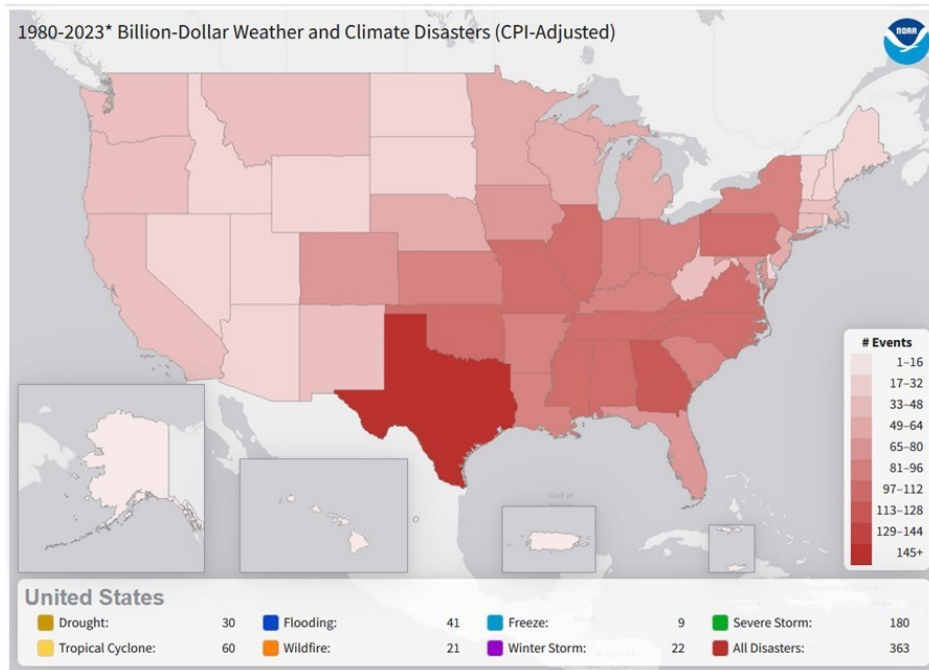 1980-2023* Billion-Dollar Weather and Climate Disasters (CPI-Adjusted)
NOAA
# Events
1–16
17–32
33–48
49–64
65–80
81–96
97–112
113–128
129–144
145+
Gulf of
United States
Drought: 30 Flooding: 41 Freeze: 9 Severe Storm: 180
Tropical Cyclone: 60 Wildfire: 21 Winter Storm: 22 All Disasters: 363